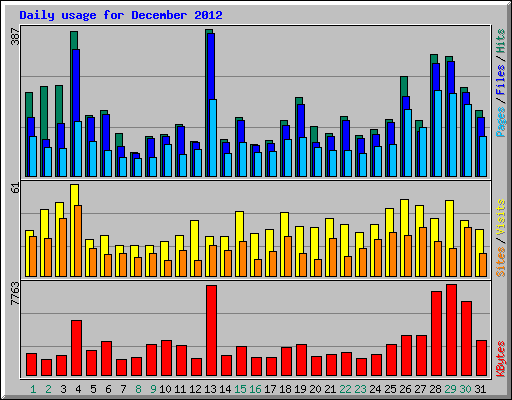 Daily usage for December 2012
387
61
7763
Pages / Files / Hits
Sites / Visits
KBytes
1 2 3 4 5 6 7 8 9 10 11 12 13 14 15 16 17 18 19 20 21 22 23 24 25 26 27 28 29 30 31